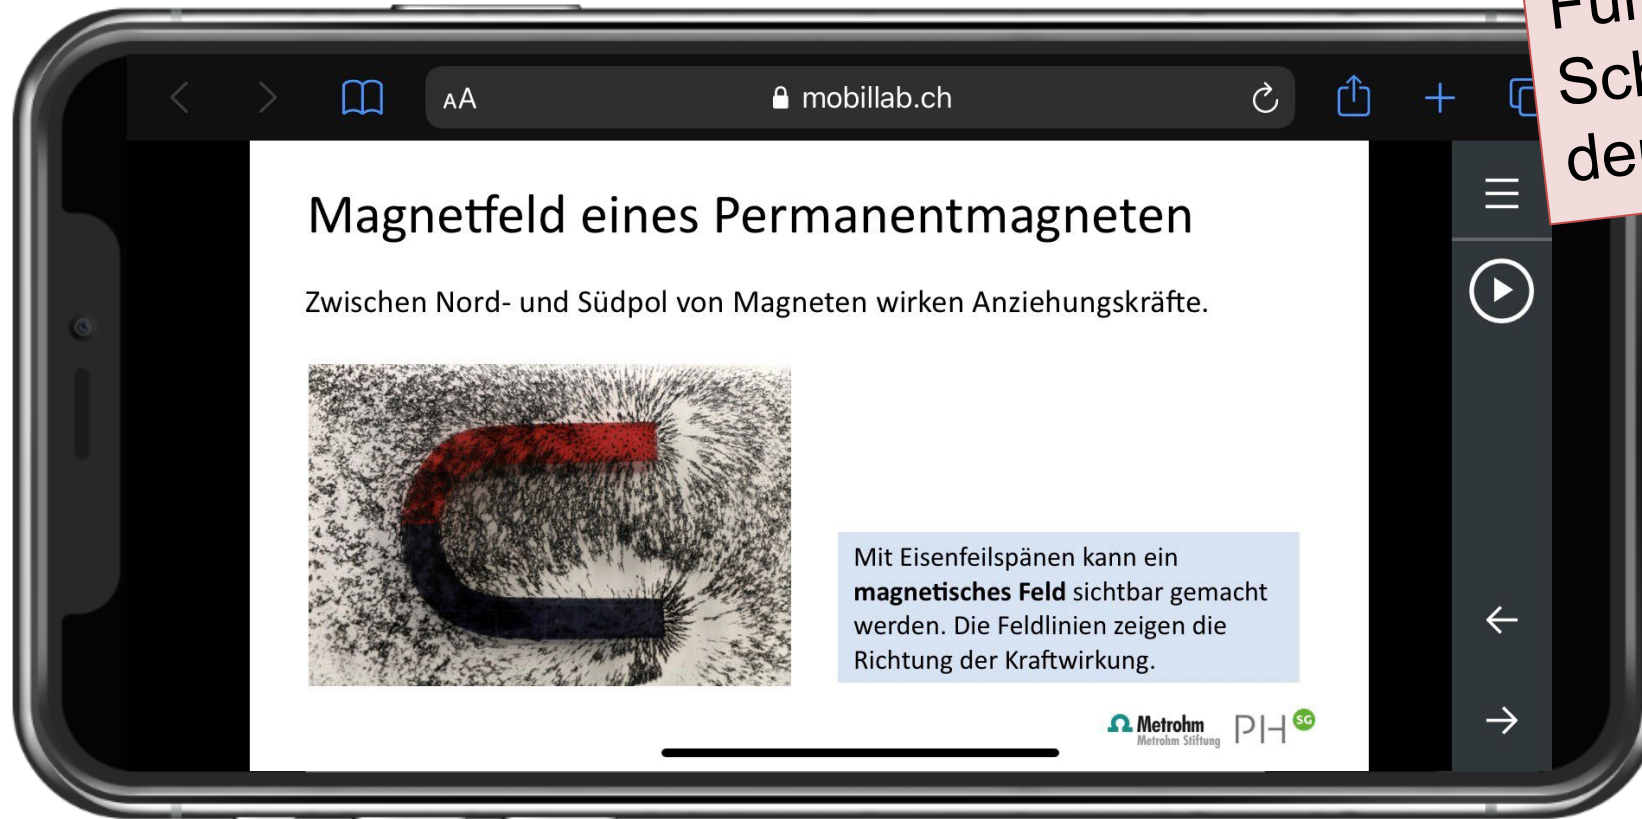 AA
mobillab.ch
Magnetfeld eines Permanentmagneten
Zwischen Nord- und Südpol von Magneten wirken Anziehungskräfte.
Mit Eisenfeilspänen kann ein
magnetisches Feld sichtbar gemacht
werden. Die Feldlinien zeigen die
Richtung der Kraftwirkung.
Metrohm
Metrohm Stiftung
PH SG